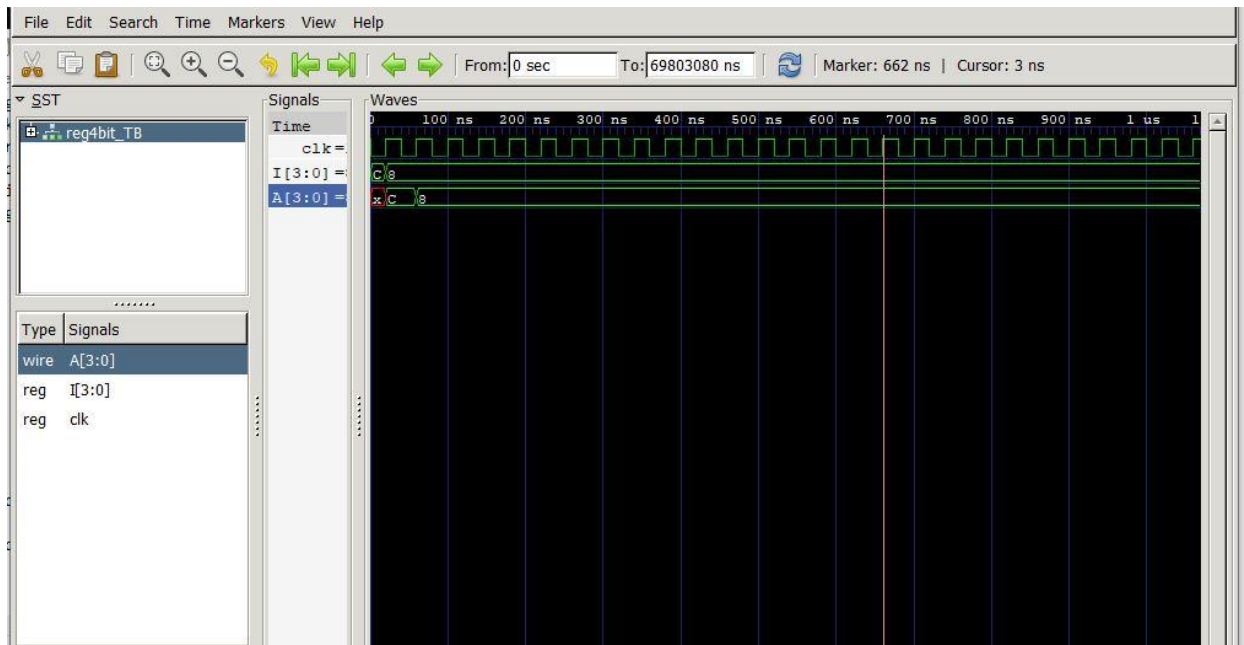 File Edit Search Time Markers View Help
From: 0 sec To: 69803080 ns Marker: 662 ns | Cursor: 3 ns
SST
reg4bit_TB
Type Signals
wire A[3:0]
reg I[3:0]
reg clk
Signals
Time
clk=
I[3:0] =
A[3:0] =
Waves
100 ns 200 ns 300 ns 400 ns 500 ns 600 ns 700 ns 800 ns 900 ns 1 us 1
C 8
x C 8